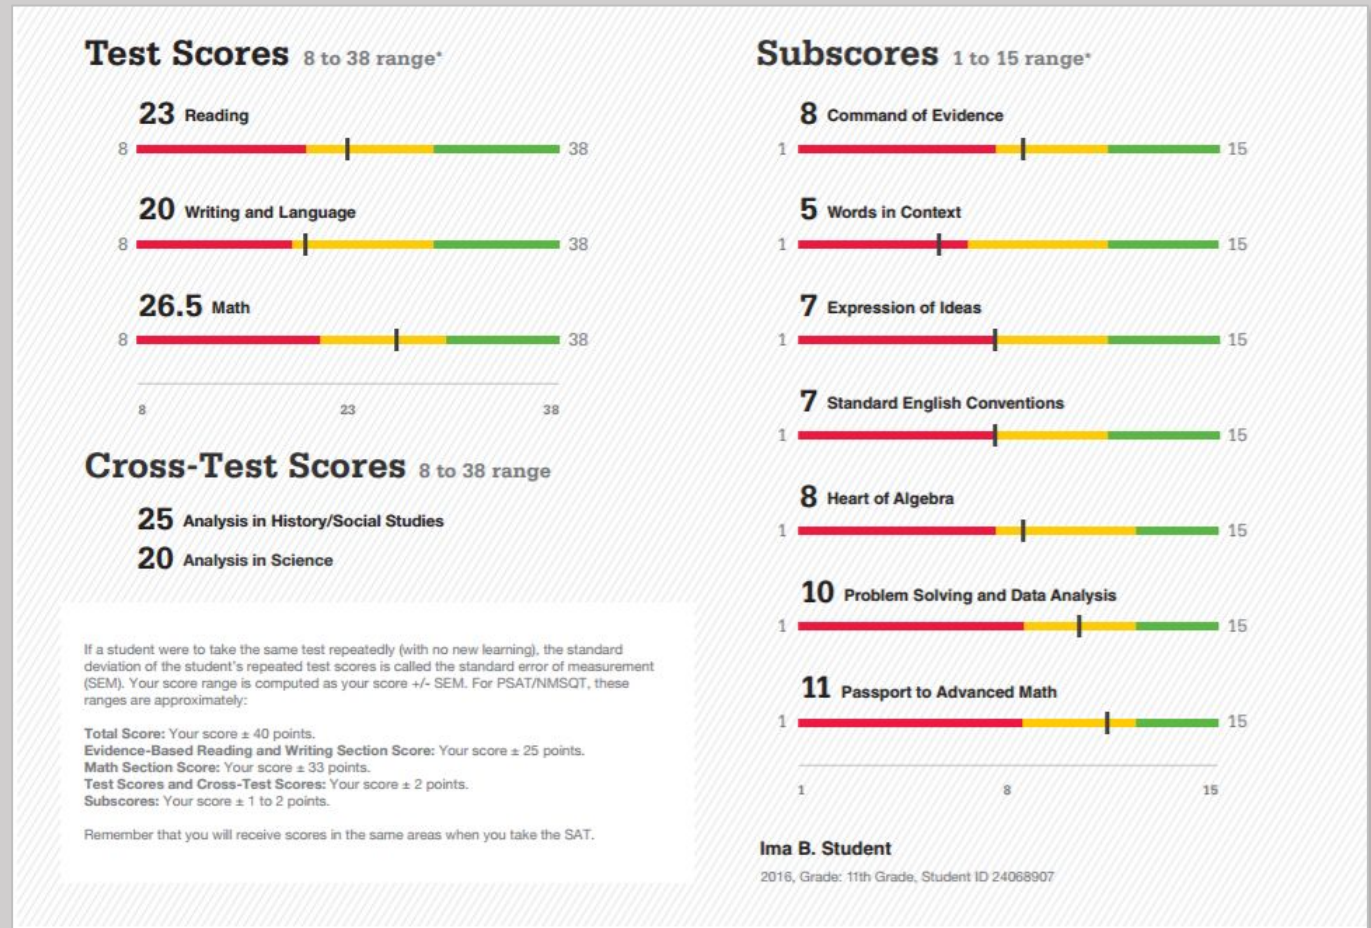 Test Scores 8 to 38 range*
23 Reading
8 38
20 Writing and Language
8 38
26.5 Math
8 38
8 23 38
Cross-Test Scores 8 to 38 range
25 Analysis in History/Social Studies
20 Analysis in Science
If a student were to take the same test repeatedly (with no new learning), the standard
deviation of the student's repeated test scores is called the standard error of measurement
(SEM). Your score range is computed as your score +/- SEM. For PSAT/NMSQT, these
ranges are approximately:
Total Score: Your score ± 40 points.
Evidence-Based Reading and Writing Section Score: Your score ± 25 points.
Math Section Score: Your score ± 33 points.
Test Scores and Cross-Test Scores: Your score ± 2 points.
Subscores: Your score ± 1 to 2 points.
Remember that you will receive scores in the same areas when you take the SAT.
Subscores 1 to 15 range*
8 Command of Evidence
1 15
5 Words in Context
1 15
7 Expression of Ideas
1 15
7 Standard English Conventions
1 15
8 Heart of Algebra
1 15
10 Problem Solving and Data Analysis
1 15
11 Passport to Advanced Math
1 15
1 8 15
Ima B. Student
2016, Grade: 11th Grade, Student ID 24068907